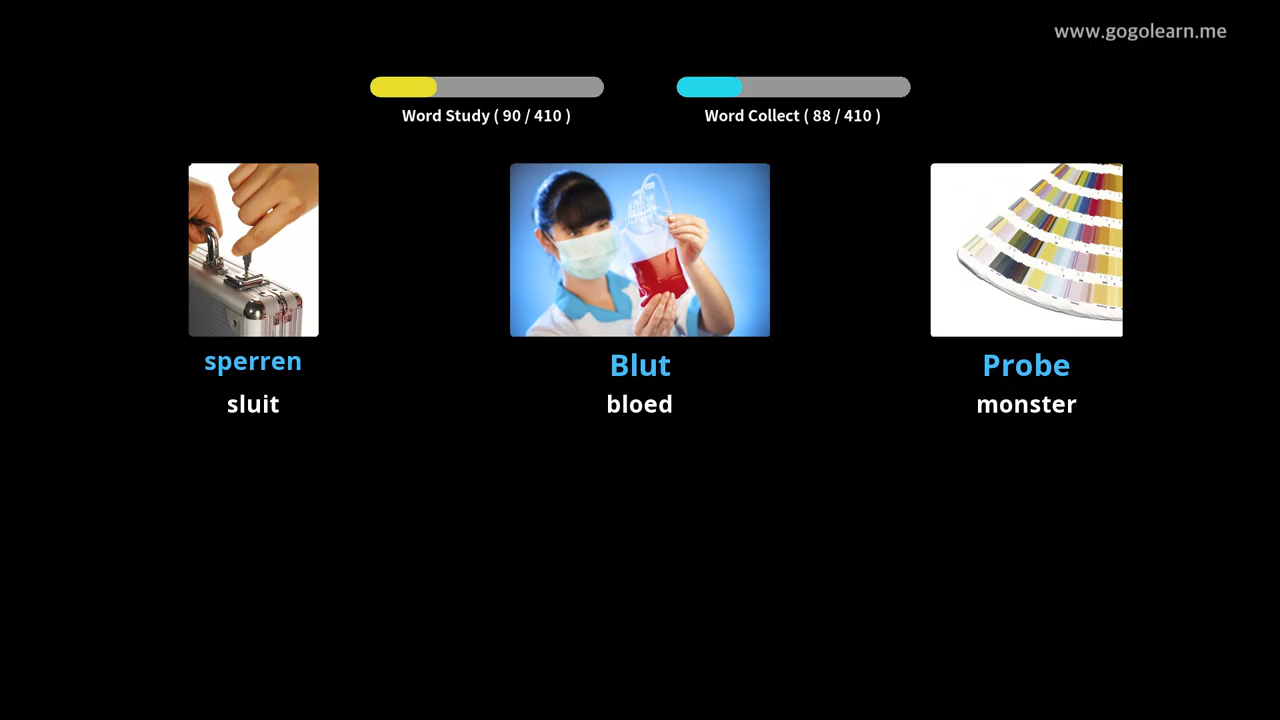 www.gogolearn.me
Word Study ( 90 / 410 )
Word Collect ( 88 / 410 )
sperren
sluit
Blut
bloed
Probe
monster